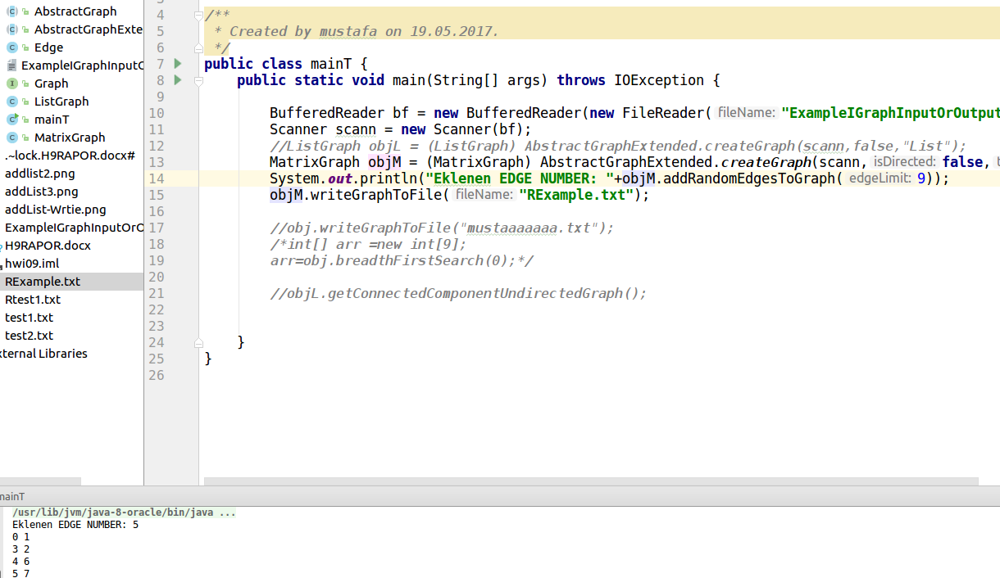 AbstractGraph
AbstractGraphExte
Edge
ExampleIGraphInputO
Graph
ListGraph
mainT
MatrixGraph
.~lock.H9RAPOR.docx#
addlist2.png
addList3.png
addList-Wrtie.png
ExampleIGraphInputOrO
H9RAPOR.docx
hwi09.iml
RExample.txt
Rtest1.txt
test1.txt
test2.txt
xternal Libraries
4 /**
5 * Created by mustafa on 19.05.2017.
6 */
7 public class mainT {
8 public static void main(String[] args) throws IOException {
9
10 BufferedReader bf = new BufferedReader(new FileReader( fileName: "ExampleIGraphInputOrOutput
11 Scanner scann = new Scanner(bf);
12 //ListGraph objL = (ListGraph) AbstractGraphExtended.createGraph(scann,false,"List");
13 MatrixGraph objM = (MatrixGraph) AbstractGraphExtended.createGraph(scann, isDirected: false, t
14 System.out.println("Eklenen EDGE NUMBER: "+objM.addRandomEdgesToGraph( edgeLimit: 9));
15 objM.writeGraphToFile( fileName: "RExample.txt");
16
17 //obj.writeGraphToFile("mustaaaaaaa.txt");
18 /*int[] arr =new int[9];
19 arr=obj.breadthFirstSearch(0);*/
20
21 //objL.getConnectedComponentUndirectedGraph();
22
23
24 }
25 }
26
mainT
/usr/lib/jvm/java-8-oracle/bin/java ...
Eklenen EDGE NUMBER: 5
0 1
3 2
4 6
5 7